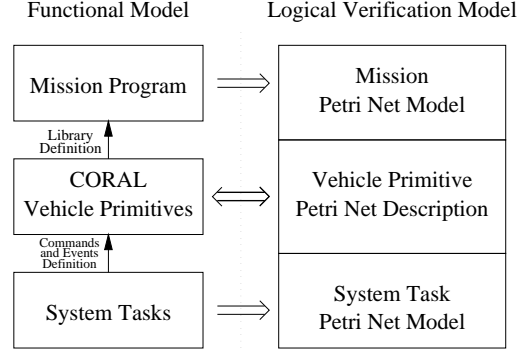 Functional Model
Logical Verification Model
Mission Program
Mission
Petri Net Model
Library
Definition
CORAL
Vehicle Primitives
Vehicle Primitive
Petri Net Description
Commands
and Events
Definition
System Tasks
System Task
Petri Net Model